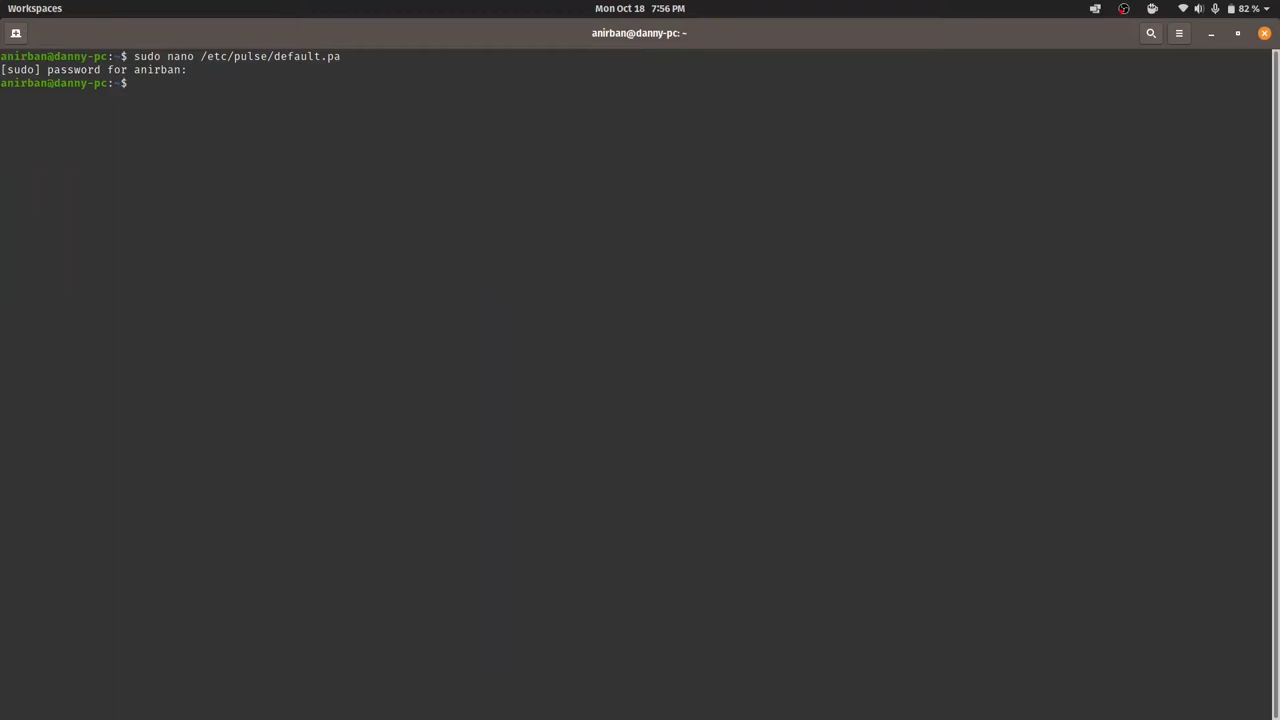 Workspaces
Mon Oct 18 7:56 PM
82 %
anirban@danny-pc: ~
anirban@danny-pc:~$ sudo nano /etc/pulse/default.pa
[sudo] password for anirban:
anirban@danny-pc:~$